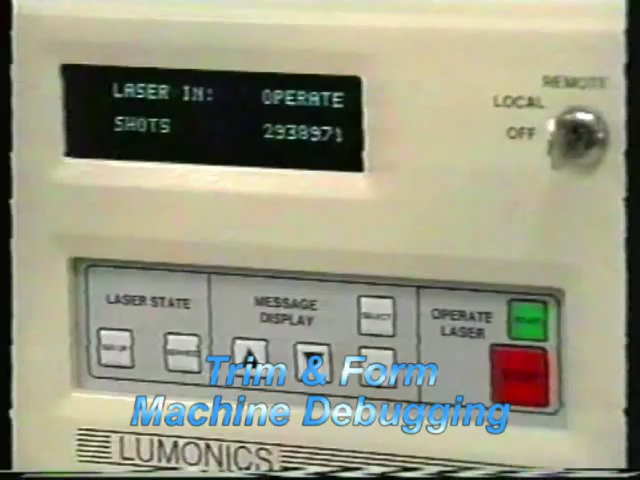 LASER IN: OPERATE
SHOTS 2938971
REMOTE
LOCAL
OFF
LASER STATE
MESSAGE
DISPLAY
SELECT
OPERATE
LASER
Trim & Form
Machine Debugging
LUMONICS